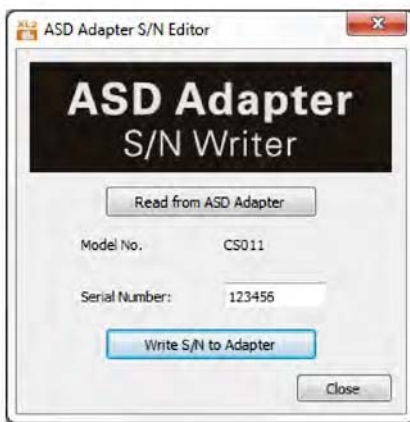 XL2
ASD Adapter S/N Editor
ASD Adapter
S/N Writer
Read from ASD Adapter
Model No. CS011
Serial Number: 123456
Write S/N to Adapter
Close